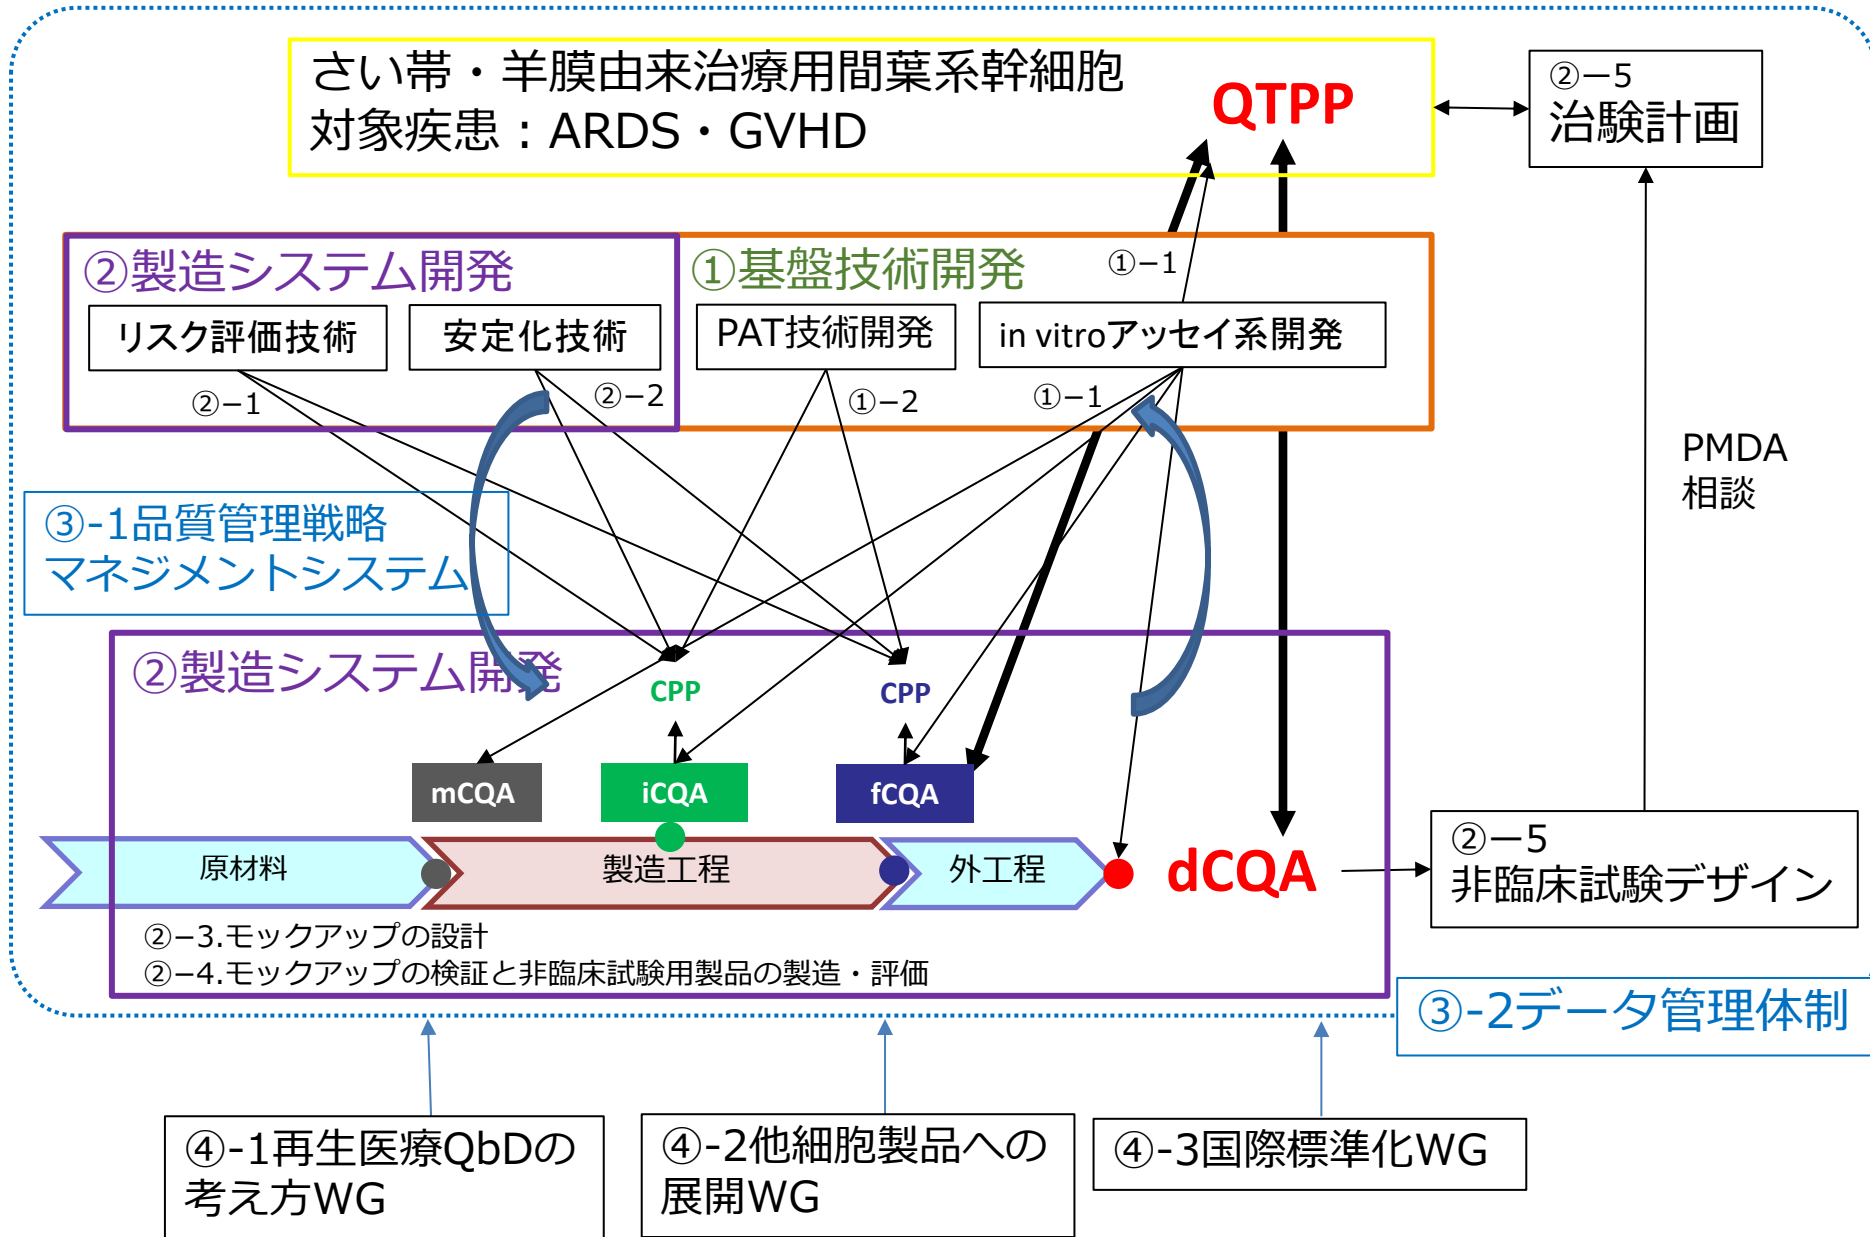 さい帯・羊膜由来治療用間葉系幹細胞
対象疾患：ARDS・GVHD
QTPP
②ー5
治験計画
②製造システム開発
①基盤技術開発
①−1
リスク評価技術
安定化技術
PAT技術開発
in vitroアッセイ系開発
②−1
②−2
①−2
①−1
PMDA
相談
③-1品質管理戦略
マネジメントシステム
②製造システム開発
CPP
CPP
mCQA
iCQA
fCQA
原材料
製造工程
外工程
dCQA
②ー5
非臨床試験デザイン
②−3.モックアップの設計
②−4.モックアップの検証と非臨床試験用製品の製造・評価
③-2データ管理体制
④-1再生医療QbDの
考え方WG
④-2他細胞製品への
展開WG
④-3国際標準化WG